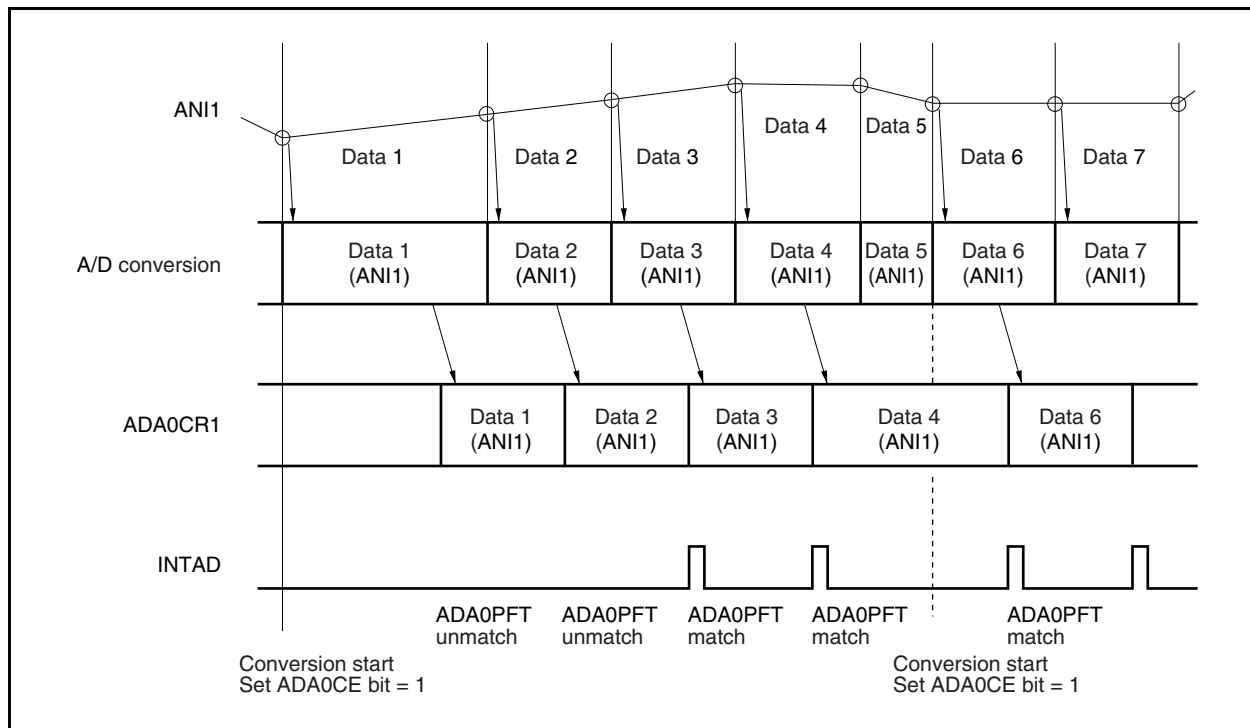 ANI1
Data 1
Data 2
Data 3
Data 4
Data 5
Data 6
Data 7
A/D conversion
Data 1
(ANI1)
Data 2
(ANI1)
Data 3
(ANI1)
Data 4
(ANI1)
Data 5
(ANI1)
Data 6
(ANI1)
Data 7
(ANI1)
ADA0CR1
Data 1
(ANI1)
Data 2
(ANI1)
Data 3
(ANI1)
Data 4
(ANI1)
Data 6
(ANI1)
INTAD
ADA0PFT
unmatch
ADA0PFT
unmatch
ADA0PFT
match
ADA0PFT
match
ADA0PFT
match
Conversion start
Set ADA0CE bit = 1
Conversion start
Set ADA0CE bit = 1